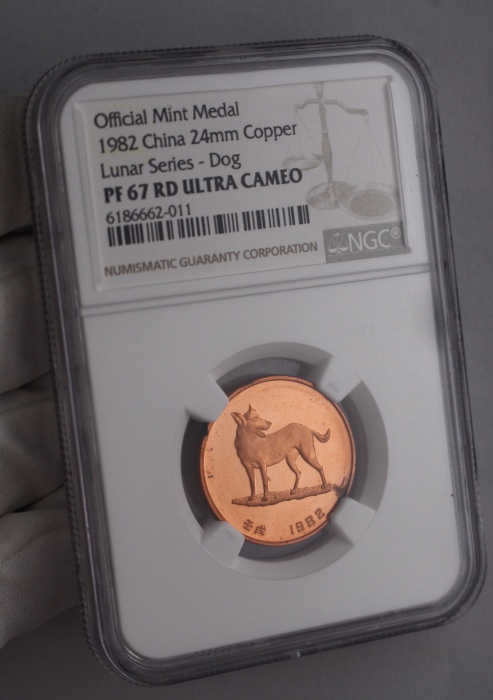 Official Mint Medal
1982 China 24mm Copper
Lunar Series - Dog
PF 67 RD ULTRA CAMEO
6186662-011
NUMISMATIC GUARANTY CORPORATION
NGC®
壬戌 1982